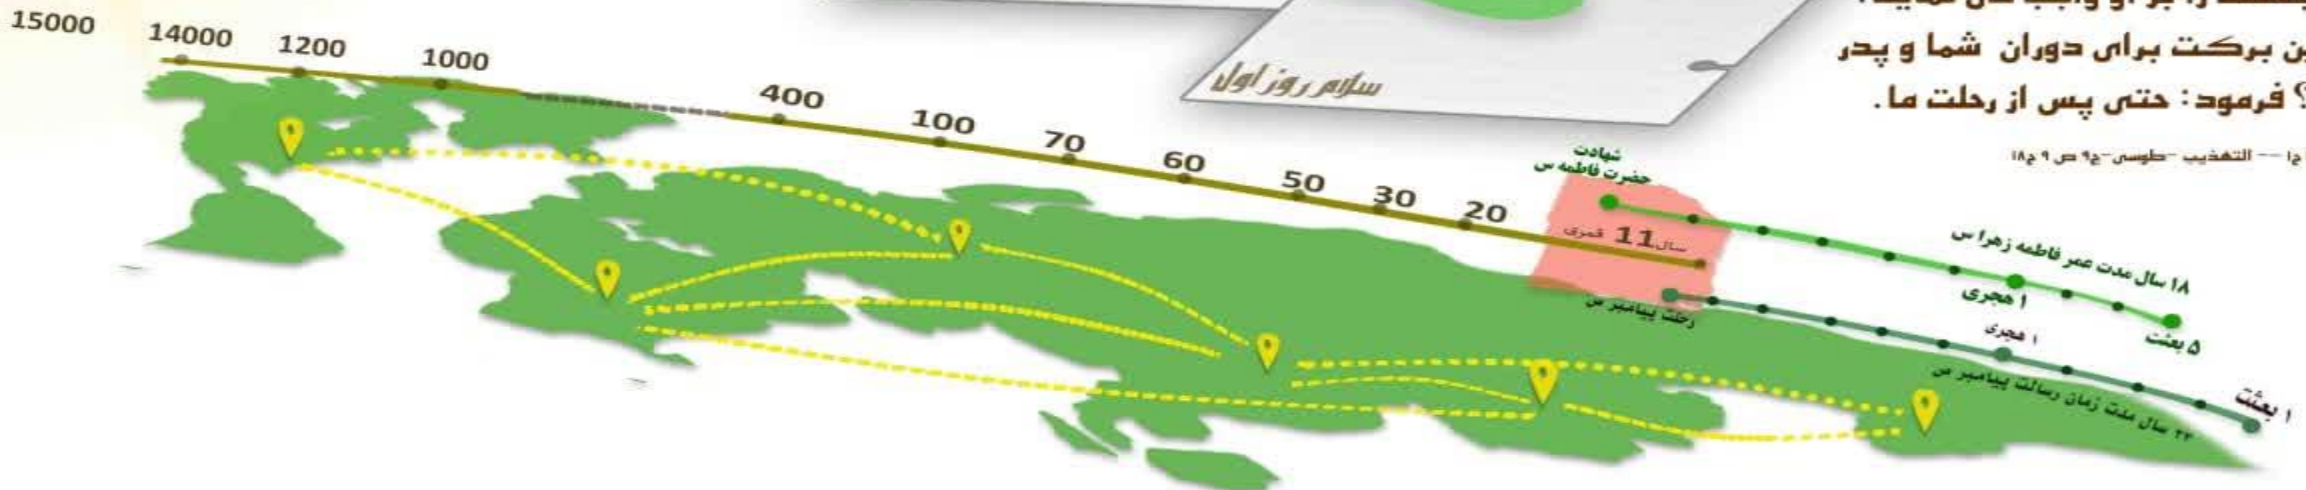 ن برکت برای دوران شما و پدر
؟ فرمود: حتی پس از رحلت ما.
التهذیب -طوسی-ج۹ ص ۹ ح۱۸
سلام روز اول
15000
14000
1200
1000
400
100
70
60
50
30
20
شهادت
حضرت فاطمه س
سال 11 قمری
۱۸ سال مدت عمر فاطمه زهرا س
۱ هجری
۵ بعثت
رحلت پیامبر ص
۱ هجری
۲۳ سال مدت زمان رسالت پیامبر ص
۱ بعثت